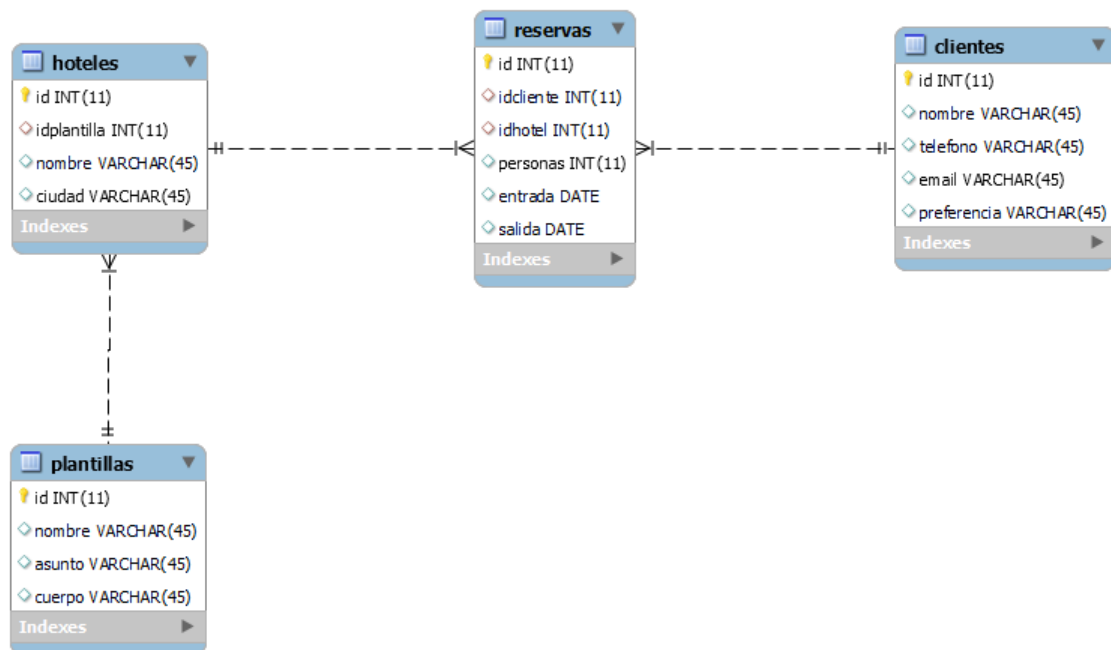 hoteles
id INT(11)
idplantilla INT(11)
nombre VARCHAR(45)
ciudad VARCHAR(45)
Indexes
reservas
id INT(11)
idcliente INT(11)
idhotel INT(11)
personas INT(11)
entrada DATE
salida DATE
Indexes
clientes
id INT(11)
nombre VARCHAR(45)
telefono VARCHAR(45)
email VARCHAR(45)
preferencia VARCHAR(45)
Indexes
plantillas
id INT(11)
nombre VARCHAR(45)
asunto VARCHAR(45)
cuerpo VARCHAR(45)
Indexes